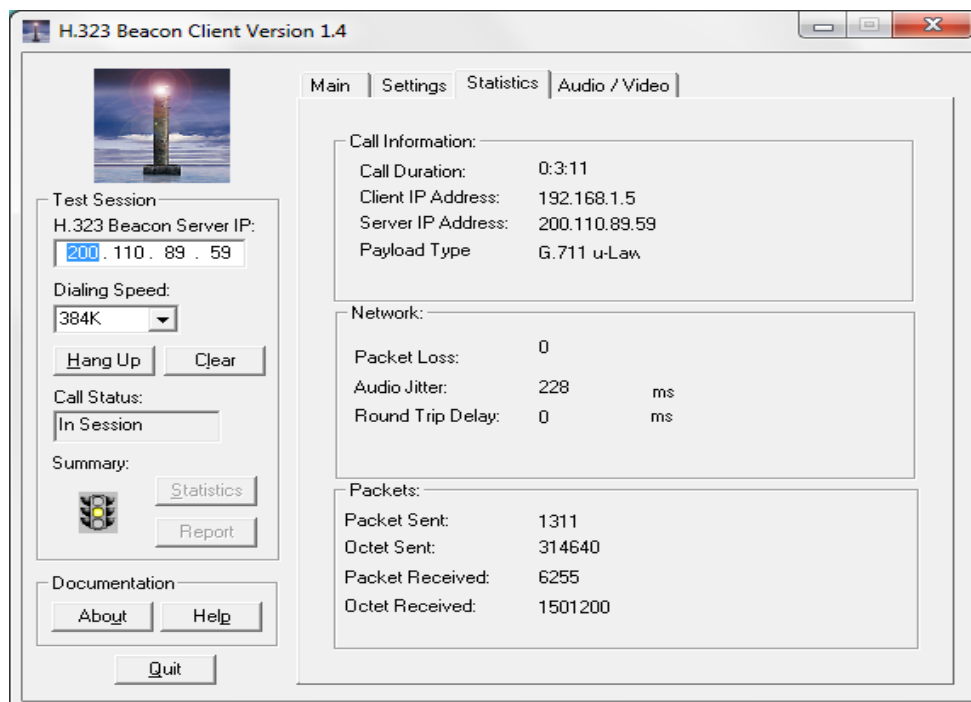 H.323 Beacon Client Version 1.4
Test Session
H.323 Beacon Server IP:
200 . 110 . 89 . 59
Dialing Speed:
384K
Hang Up
Clear
Call Status:
In Session
Summary:
Statistics
Report
Documentation
About
Help
Quit
Main
Settings
Statistics
Audio / Video
Call Information:
Call Duration: 0:3:11
Client IP Address: 192.168.1.5
Server IP Address: 200.110.89.59
Payload Type G.711 u-Law
Network:
Packet Loss: 0
Audio Jitter: 228 ms
Round Trip Delay: 0 ms
Packets:
Packet Sent: 1311
Octet Sent: 314640
Packet Received: 6255
Octet Received: 1501200